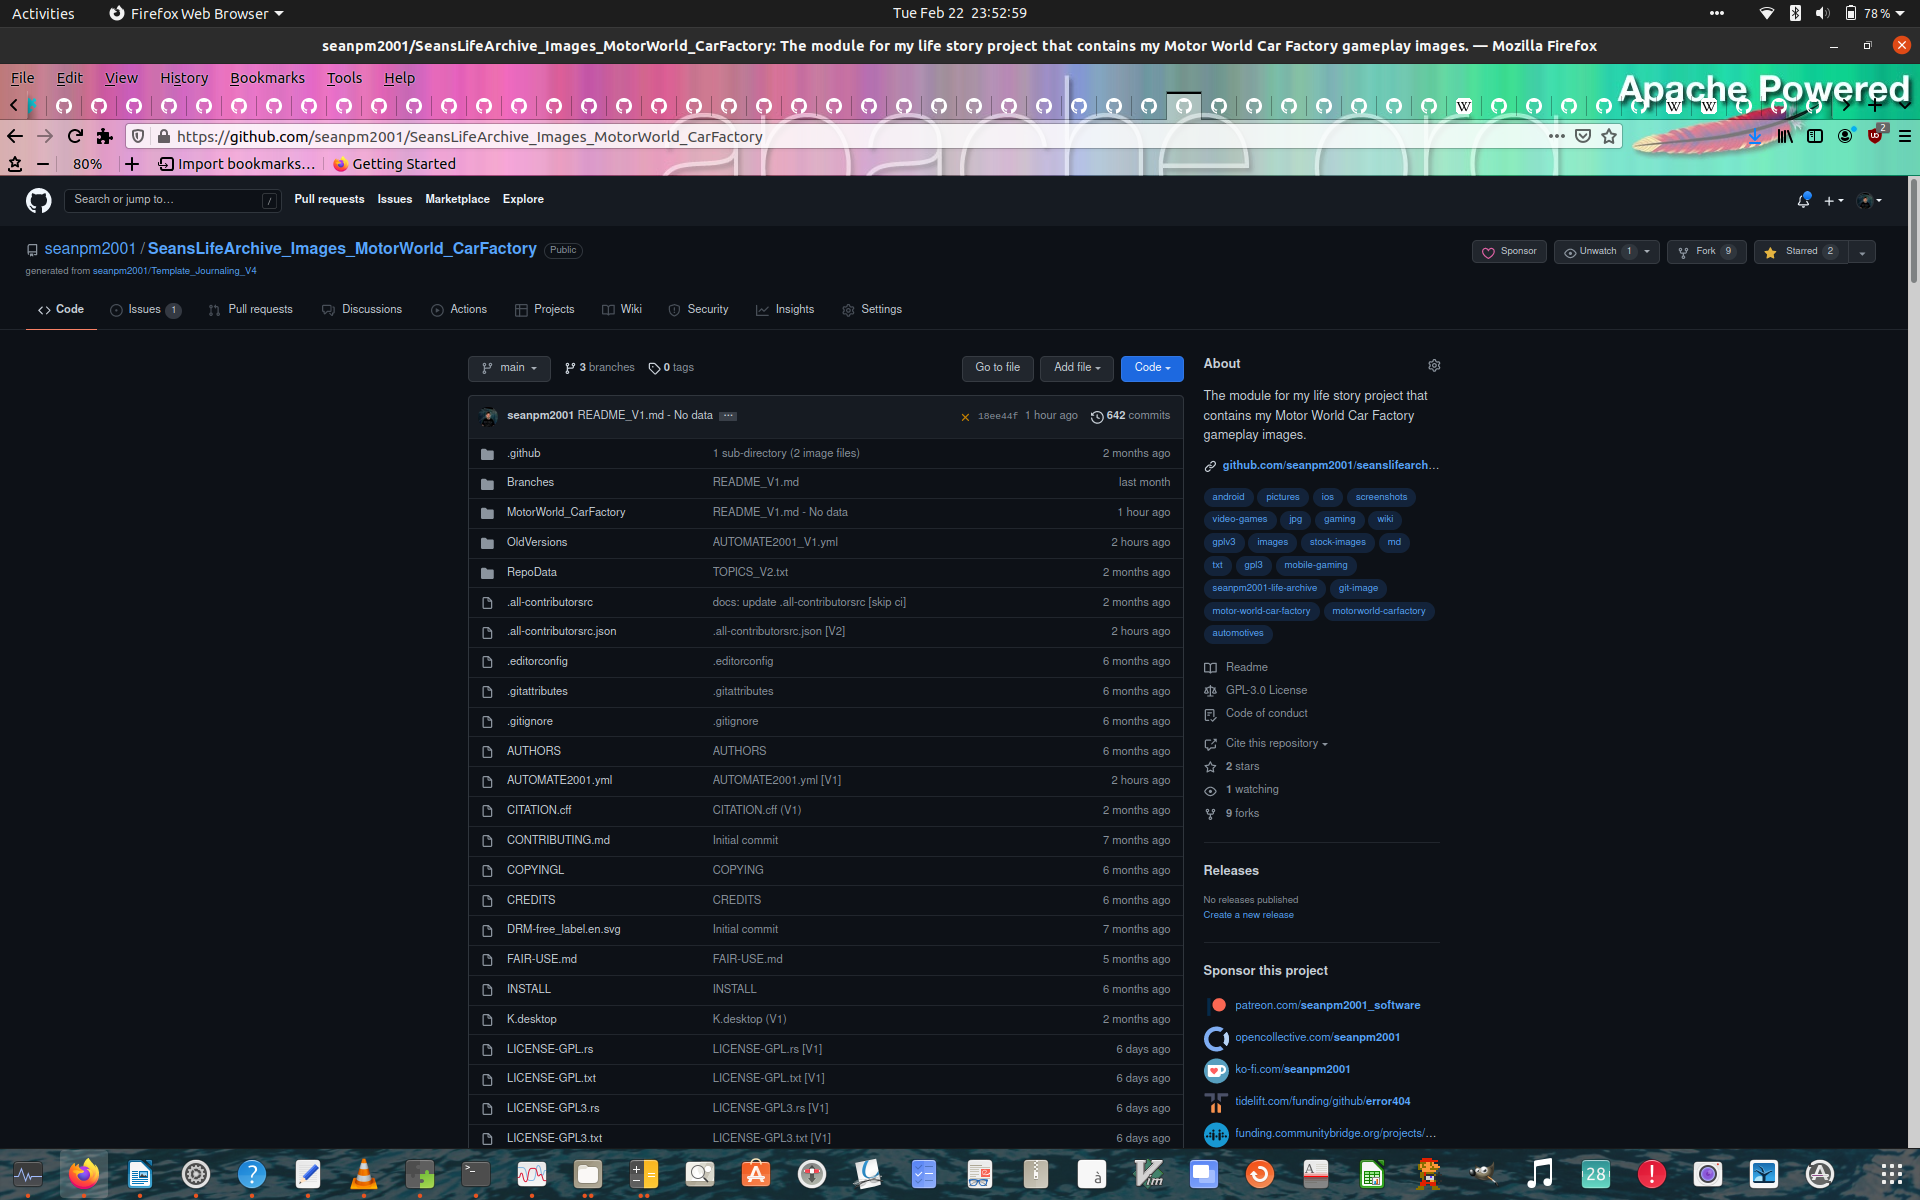 Activities Firefox Web Browser Tue Feb 22 23:52:59 78 %
seanpm2001/SeansLifeArchive_Images_MotorWorld_CarFactory: The module for my life story project that contains my Motor World Car Factory gameplay images. — Mozilla Firefox
File Edit View History Bookmarks Tools Help
Apache Powered
https://github.com/seanpm2001/SeansLifeArchive_Images_MotorWorld_CarFactory 2
80% Import bookmarks... Getting Started
Search or jump to... / Pull requests Issues Marketplace Explore
seanpm2001 / SeansLifeArchive_Images_MotorWorld_CarFactory Public Sponsor Unwatch 1 Fork 9 Starred 2
generated from seanpm2001/Template_Journaling_V4
Code Issues 1 Pull requests Discussions Actions Projects Wiki Security Insights Settings
main 3 branches 0 tags Go to file Add file Code
seanpm2001 README_V1.md - No data ... 18ee44f 1 hour ago 642 commits
.github 1 sub-directory (2 image files) 2 months ago
Branches README_V1.md last month
MotorWorld_CarFactory README_V1.md - No data 1 hour ago
OldVersions AUTOMATE2001_V1.yml 2 hours ago
RepoData TOPICS_V2.txt 2 months ago
.all-contributorsrc docs: update .all-contributorsrc [skip ci] 2 months ago
.all-contributorsrc.json .all-contributorsrc.json [V2] 2 hours ago
.editorconfig .editorconfig 6 months ago
.gitattributes .gitattributes 6 months ago
.gitignore .gitignore 6 months ago
AUTHORS AUTHORS 6 months ago
AUTOMATE2001.yml AUTOMATE2001.yml [V1] 2 hours ago
CITATION.cff CITATION.cff (V1) 2 months ago
CONTRIBUTING.md Initial commit 7 months ago
COPYINGL COPYING 6 months ago
CREDITS CREDITS 6 months ago
DRM-free_label.en.svg Initial commit 7 months ago
FAIR-USE.md FAIR-USE.md 5 months ago
INSTALL INSTALL 6 months ago
K.desktop K.desktop (V1) 2 months ago
LICENSE-GPL.rs LICENSE-GPL.rs [V1] 6 days ago
LICENSE-GPL.txt LICENSE-GPL.txt [V1] 6 days ago
LICENSE-GPL3.rs LICENSE-GPL3.rs [V1] 6 days ago
LICENSE-GPL3.txt LICENSE-GPL3.txt [V1] 6 days ago
About
The module for my life story project that
contains my Motor World Car Factory
gameplay images.
github.com/seanpm2001/seanslifearch...
android pictures ios screenshots
video-games jpg gaming wiki
gplv3 images stock-images md
txt gpl3 mobile-gaming
seanpm2001-life-archive git-image
motor-world-car-factory motorworld-carfactory
automotives
Readme
GPL-3.0 License
Code of conduct
Cite this repository
2 stars
1 watching
9 forks
Releases
No releases published
Create a new release
Sponsor this project
patreon.com/seanpm2001_software
opencollective.com/seanpm2001
ko-fi.com/seanpm2001
tidelift.com/funding/github/error404
funding.communitybridge.org/projects/...
28